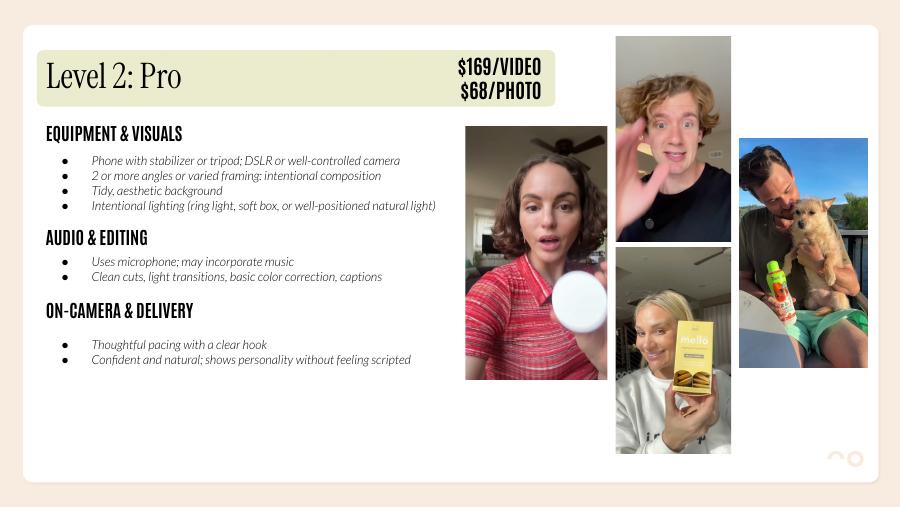 Level 2: Pro
$169/VIDEO
$68/PHOTO
EQUIPMENT & VISUALS
● Phone with stabilizer or tripod; DSLR or well-controlled camera
● 2 or more angles or varied framing: intentional composition
● Tidy, aesthetic background
● Intentional lighting (ring light, soft box, or well-positioned natural light)
AUDIO & EDITING
● Uses microphone; may incorporate music
● Clean cuts, light transitions, basic color correction, captions
ON-CAMERA & DELIVERY
● Thoughtful pacing with a clear hook
● Confident and natural; shows personality without feeling scripted
mello